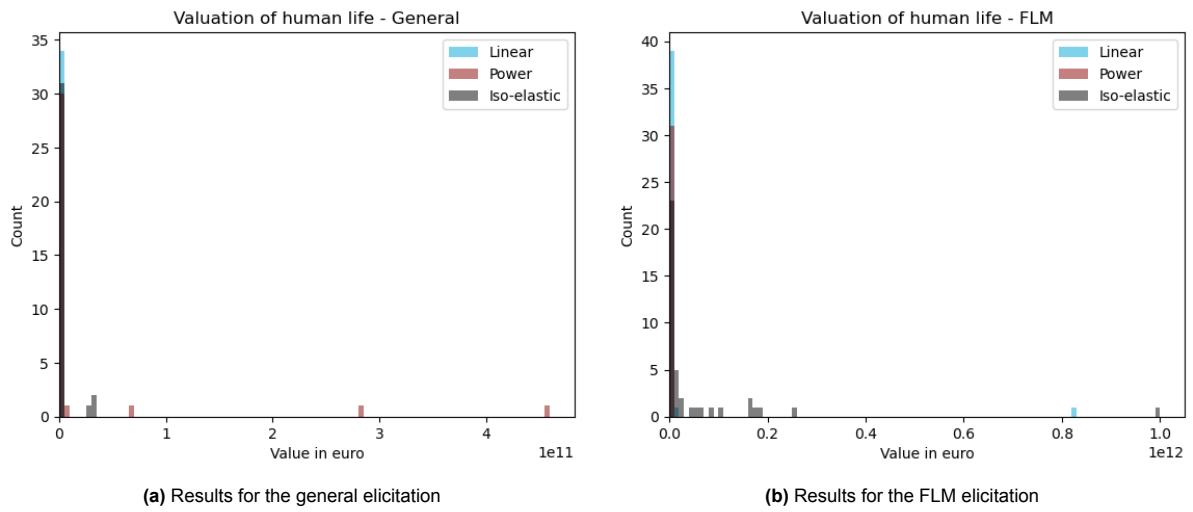 Valuation of human life - General
35
30
25
20
15
10
5
0
Count
0
1
2
3
4
1e11
Value in euro
Linear
Power
Iso-elastic
(a) Results for the general elicitation
Valuation of human life - FLM
40
35
30
25
20
15
10
5
0
Count
0.0
0.2
0.4
0.6
0.8
1.0
1e12
Value in euro
Linear
Power
Iso-elastic
(b) Results for the FLM elicitation